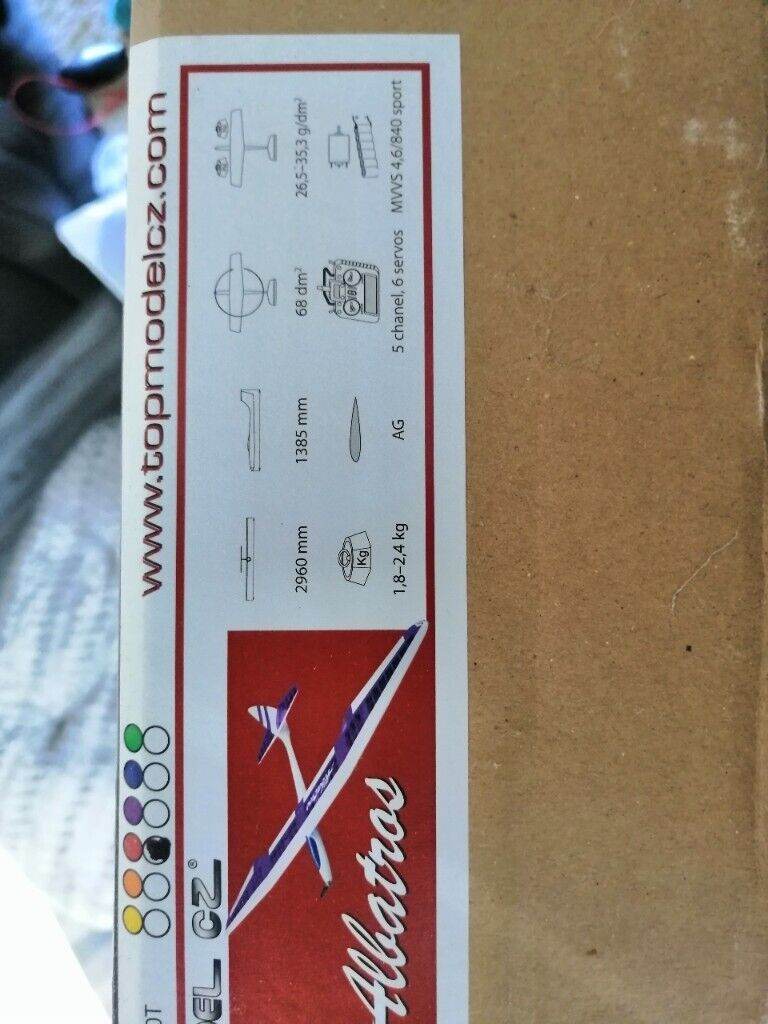 www.topmodelcz.com
2960 mm
1385 mm
68 dm²
26,5–35,3 g/dm²
Kg
1,8–2,4 kg
AG
5 chanel, 6 servos
MVVS 4,6/840 sport
CZ®
Albatros